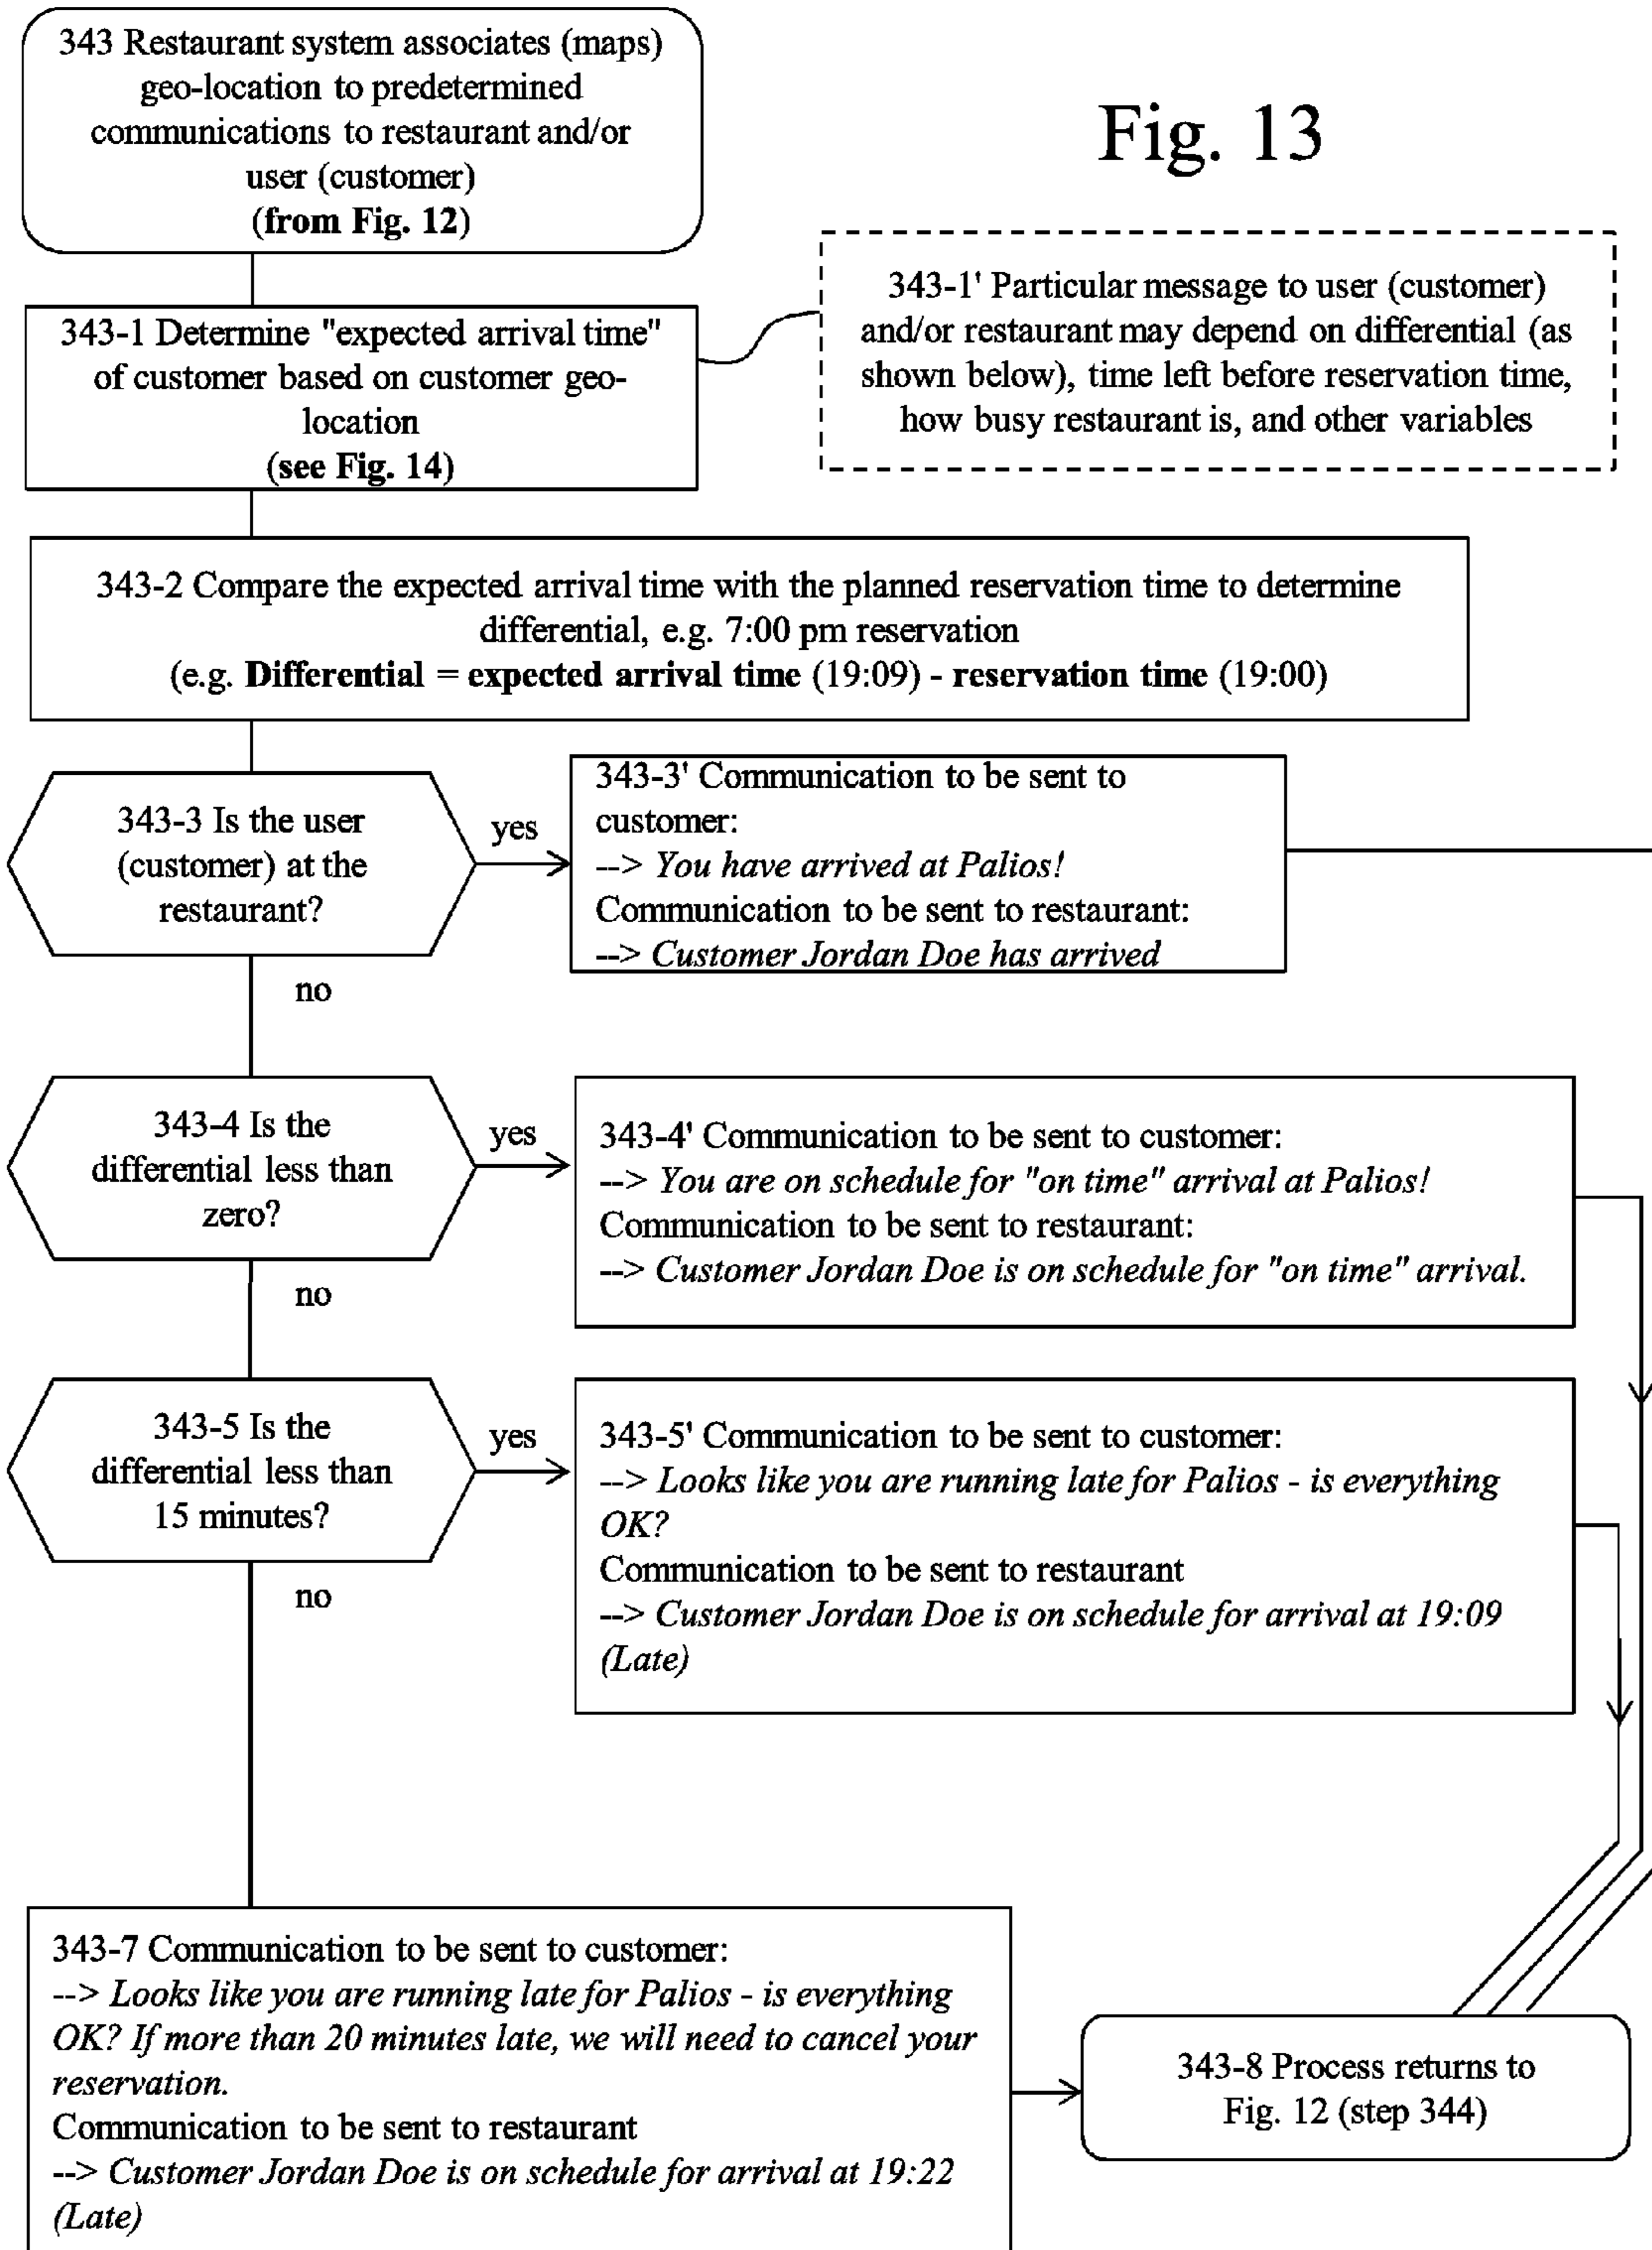 343 Restaurant system associates (maps)
geo-location to predetermined
communications to restaurant and/or
user (customer)
(from Fig. 12)
Fig. 13
343-1' Particular message to user (customer)
and/or restaurant may depend on differential (as
shown below), time left before reservation time,
how busy restaurant is, and other variables
343-1 Determine "expected arrival time"
of customer based on customer geo-
location
(see Fig. 14)
343-2 Compare the expected arrival time with the planned reservation time to determine
differential, e.g. 7:00 pm reservation
(e.g. Differential = expected arrival time (19:09) - reservation time (19:00)
343-3 Is the user
(customer) at the
restaurant?
yes
343-3' Communication to be sent to
customer:
--> You have arrived at Palios!
Communication to be sent to restaurant:
--> Customer Jordan Doe has arrived
no
343-4 Is the
differential less than
zero?
yes
343-4' Communication to be sent to customer:
--> You are on schedule for "on time" arrival at Palios!
Communication to be sent to restaurant:
--> Customer Jordan Doe is on schedule for "on time" arrival.
no
343-5 Is the
differential less than
15 minutes?
yes
343-5' Communication to be sent to customer:
--> Looks like you are running late for Palios - is everything
OK?
Communication to be sent to restaurant
--> Customer Jordan Doe is on schedule for arrival at 19:09
(Late)
no
343-7 Communication to be sent to customer:
--> Looks like you are running late for Palios - is everything
OK? If more than 20 minutes late, we will need to cancel your
reservation.
Communication to be sent to restaurant
--> Customer Jordan Doe is on schedule for arrival at 19:22
(Late)
343-8 Process returns to
Fig. 12 (step 344)